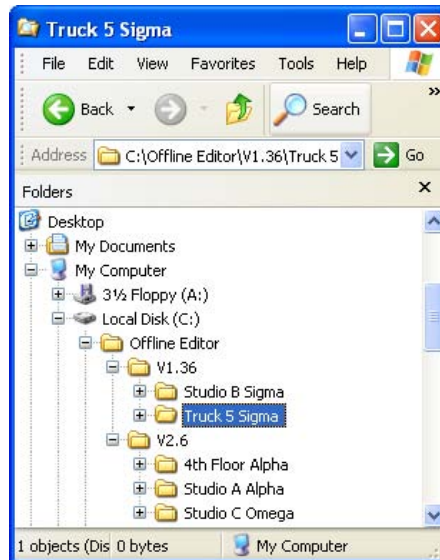 Truck 5 Sigma
File Edit View Favorites Tools Help
Back Search »
Address C:\Offline Editor\V1.36\Truck 5 Go
Folders
Desktop
My Documents
My Computer
3½ Floppy (A:)
Local Disk (C:)
Offline Editor
V1.36
Studio B Sigma
Truck 5 Sigma
V2.6
4th Floor Alpha
Studio A Alpha
Studio C Omega
1 objects (Dis 0 bytes My Computer